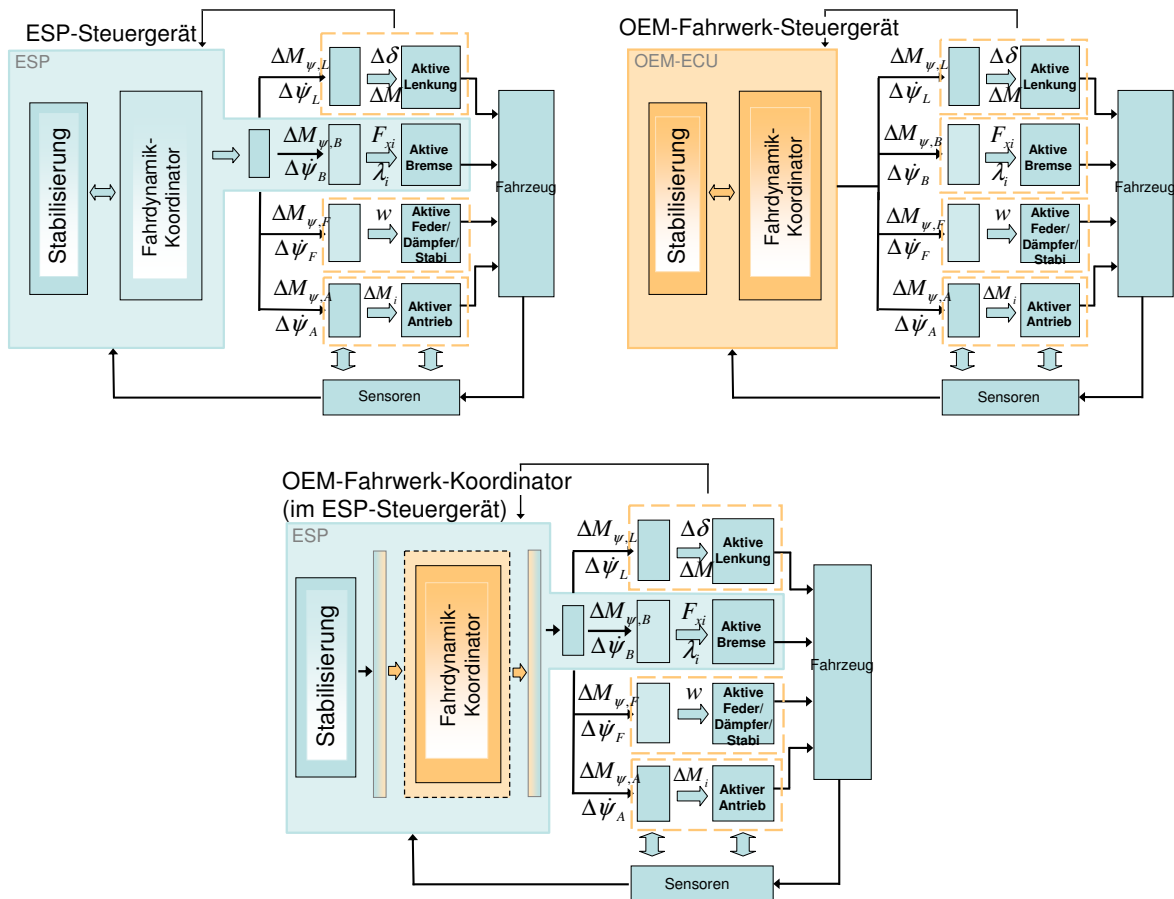 ESP-Steuergerät
ESP
Stabilisierung
Fahrdynamik-
Koordinator
ΔM_ψ,L
Δψ̇_L
Δδ
ΔM
Aktive
Lenkung
ΔM_ψ,B
Δψ̇_B
F_xi
λ_i
Aktive
Bremse
ΔM_ψ,F
Δψ̇_F
w
Aktive
Feder/
Dämpfer/
Stabi
ΔM_ψ,A
Δψ̇_A
ΔM_i
Aktiver
Antrieb
Fahrzeug
Sensoren
OEM-Fahrwerk-Steuergerät
OEM-ECU
Stabilisierung
Fahrdynamik-
Koordinator
ΔM_ψ,L
Δψ̇_L
Δδ
ΔM
Aktive
Lenkung
ΔM_ψ,B
Δψ̇_B
F_xi
λ_i
Aktive
Bremse
ΔM_ψ,F
Δψ̇_F
w
Aktive
Feder/
Dämpfer/
Stabi
ΔM_ψ,A
Δψ̇_A
ΔM_i
Aktiver
Antrieb
Fahrzeug
Sensoren
OEM-Fahrwerk-Koordinator
(im ESP-Steuergerät)
ESP
Stabilisierung
Fahrdynamik-
Koordinator
ΔM_ψ,L
Δψ̇_L
Δδ
ΔM
Aktive
Lenkung
ΔM_ψ,B
Δψ̇_B
F_xi
λ_i
Aktive
Bremse
ΔM_ψ,F
Δψ̇_F
w
Aktive
Feder/
Dämpfer/
Stabi
ΔM_ψ,A
Δψ̇_A
ΔM_i
Aktiver
Antrieb
Fahrzeug
Sensoren